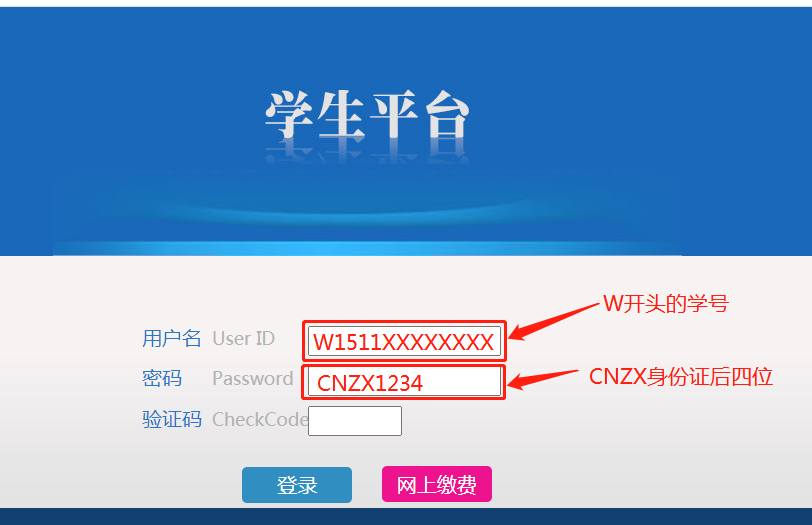 学生平台
W开头的学号
用户名 User ID W1511XXXXXXXX
密码 Password CNZX1234 CNZX身份证后四位
验证码 CheckCode
登录 网上缴费